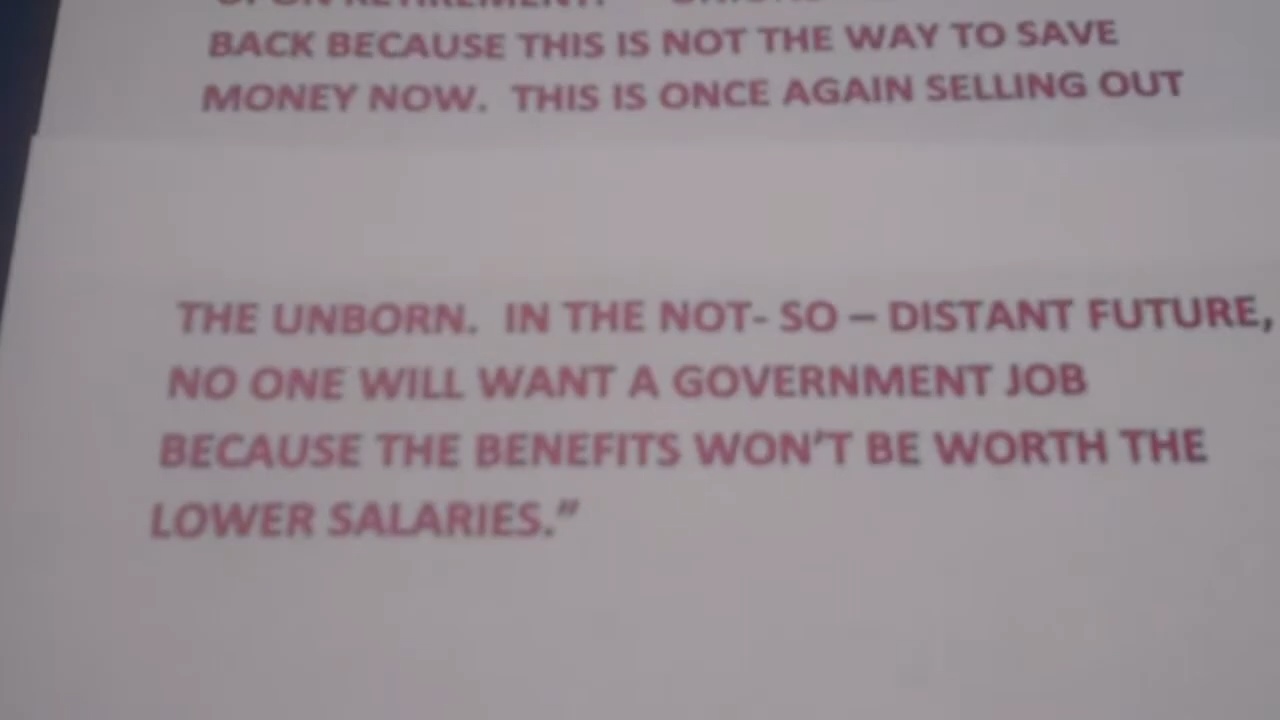 UPON RETIREMENT.
BACK BECAUSE THIS IS NOT THE WAY TO SAVE
MONEY NOW. THIS IS ONCE AGAIN SELLING OUT
THE UNBORN. IN THE NOT- SO – DISTANT FUTURE,
NO ONE WILL WANT A GOVERNMENT JOB
BECAUSE THE BENEFITS WON'T BE WORTH THE
LOWER SALARIES.”